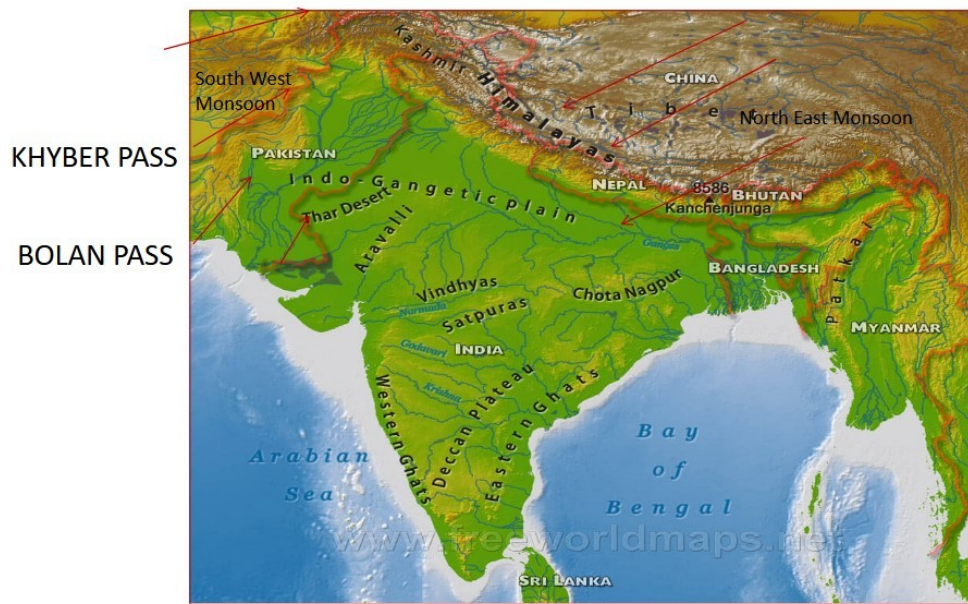 Kashmir
Himalayas
CHINA
Tibet
South West
Monsoon
North East Monsoon
KHYBER PASS
PAKISTAN
Indo-Gangetic plain
NEPAL
8586
Kanchenjunga
BHUTAN
Thar Desert
Aravalli
BOLAN PASS
Ganges
BANGLADESH
Patkai
Vindhyas
Chota Nagpur
Narmada
Satpuras
MYANMAR
INDIA
Godavari
Krishna
Western Ghats
Deccan Plateau
Eastern Ghats
Arabian
Sea
Bay
of
Bengal
www.freeworldmaps.net
SRI LANKA